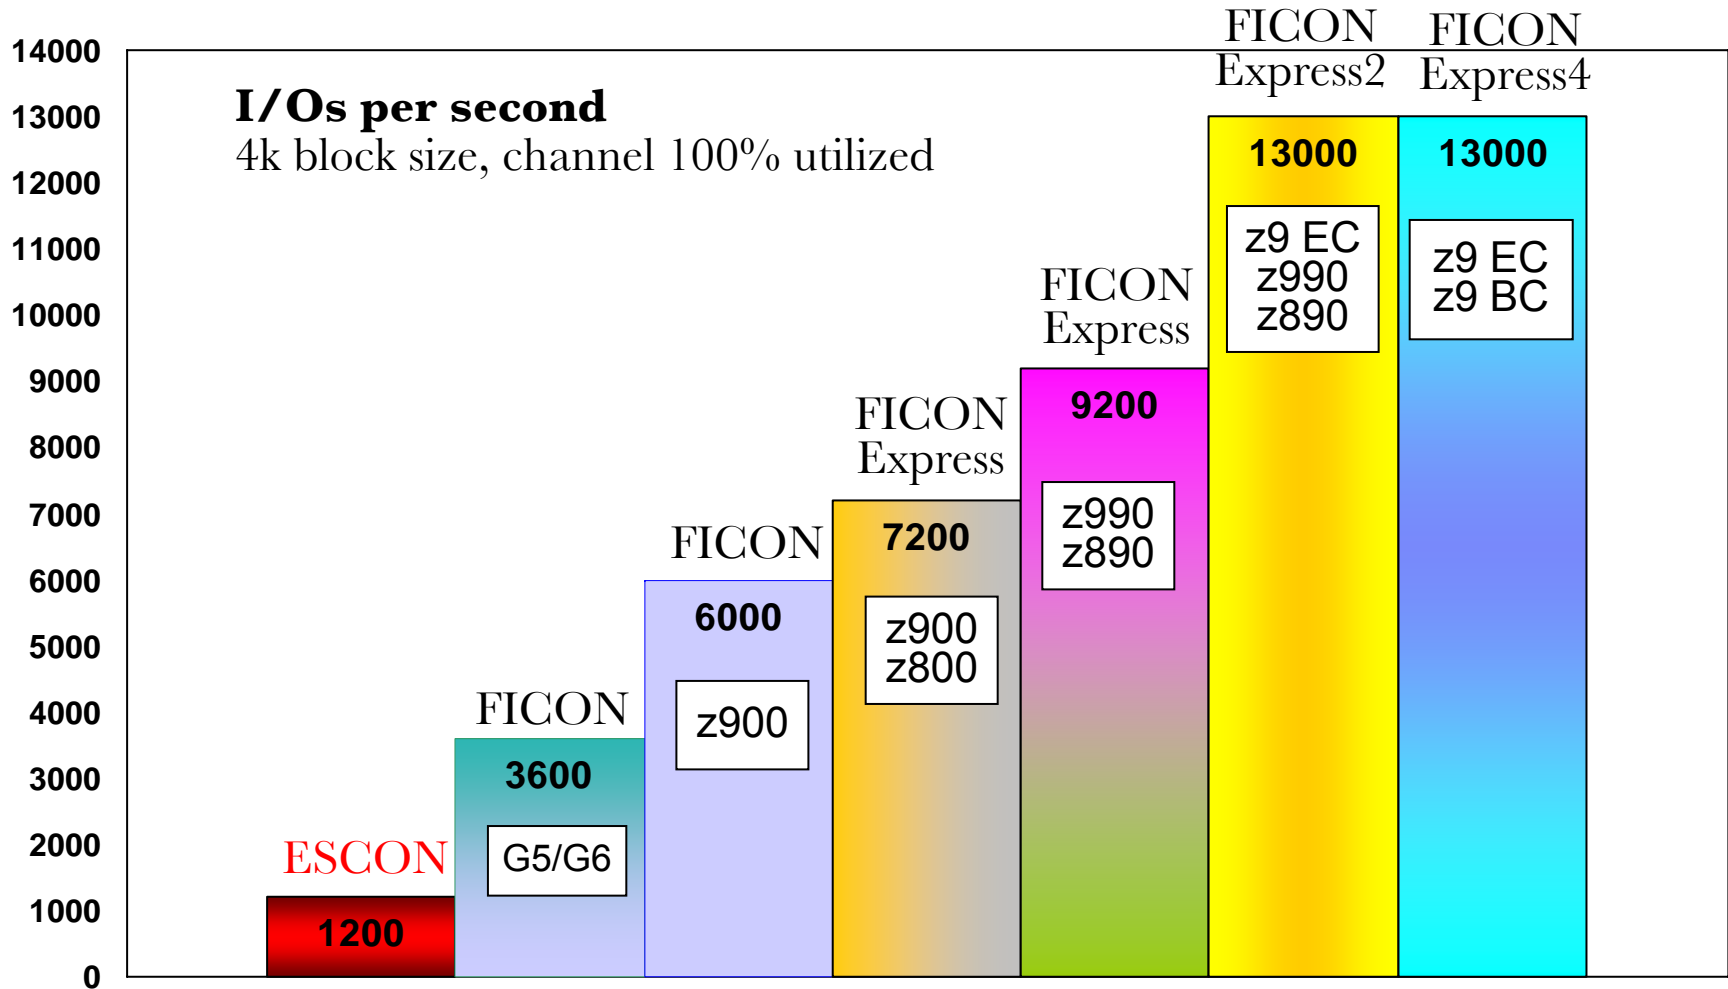 I/Os per second
4k block size, channel 100% utilized
14000
13000
12000
11000
10000
9000
8000
7000
6000
5000
4000
3000
2000
1000
0
ESCON
1200
FICON
3600
G5/G6
FICON
6000
z900
FICON
Express
7200
z900
z800
FICON
Express
9200
z990
z890
FICON
Express2
13000
z9 EC
z990
z890
FICON
Express4
13000
z9 EC
z9 BC